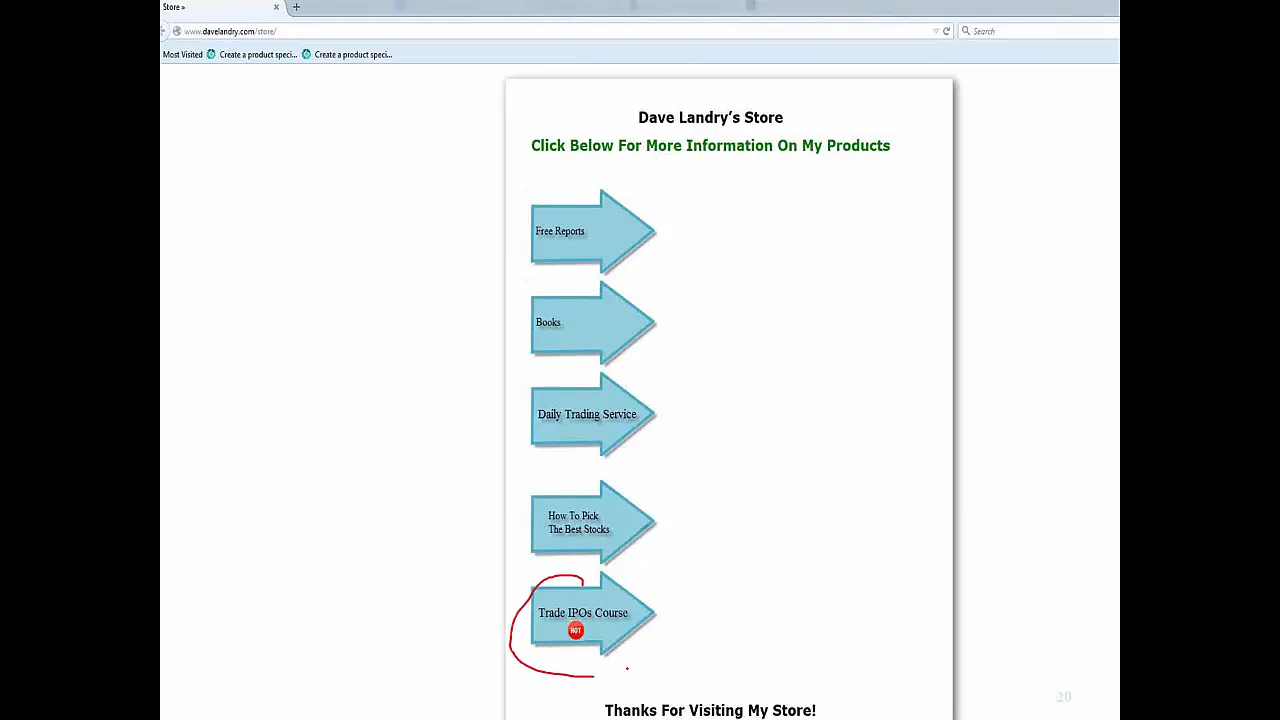 Store »
www.davelandry.com/store/
Search
Most Visited
Create a product speci...
Create a product speci...
Dave Landry's Store
Click Below For More Information On My Products
Free Reports
Books
Daily Trading Service
How To Pick
The Best Stocks
Trade IPOs Course
HOT
20
Thanks For Visiting My Store!